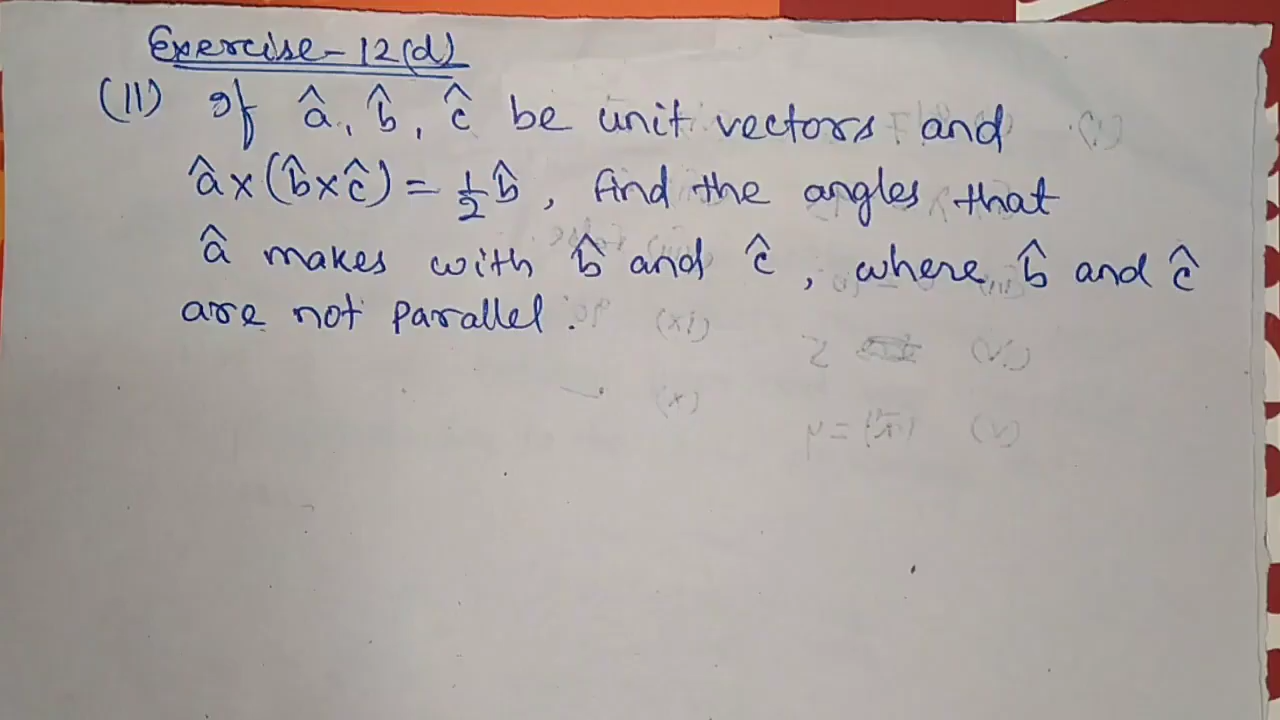 Exercise-12(d)
(11) If â, b̂, ĉ be unit vectors and
â×(b̂×ĉ) = ½b̂, find the angles that
â makes with b̂ and ĉ, where b̂ and ĉ
are not parallel.